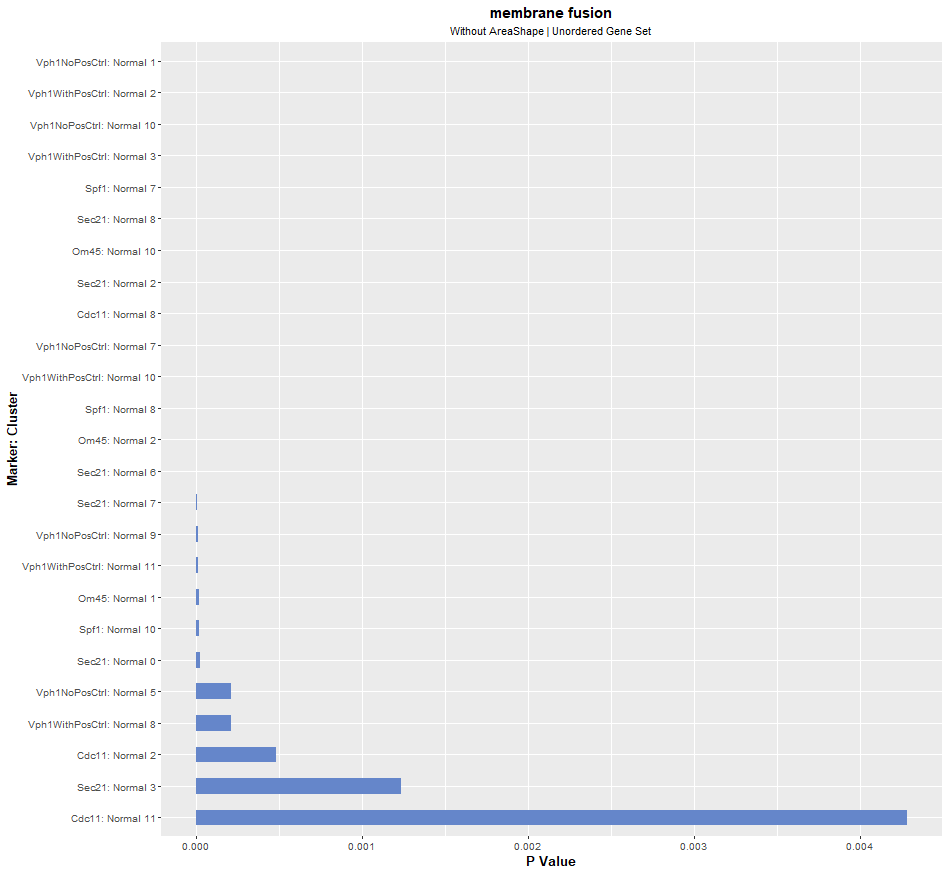 membrane fusion
Without AreaShape | Unordered Gene Set
Marker: Cluster
Vph1NoPosCtrl: Normal 1
Vph1WithPosCtrl: Normal 2
Vph1NoPosCtrl: Normal 10
Vph1WithPosCtrl: Normal 3
Spf1: Normal 7
Sec21: Normal 8
Om45: Normal 10
Sec21: Normal 2
Cdc11: Normal 8
Vph1NoPosCtrl: Normal 7
Vph1WithPosCtrl: Normal 10
Spf1: Normal 8
Om45: Normal 2
Sec21: Normal 6
Sec21: Normal 7
Vph1NoPosCtrl: Normal 9
Vph1WithPosCtrl: Normal 11
Om45: Normal 1
Spf1: Normal 10
Sec21: Normal 0
Vph1NoPosCtrl: Normal 5
Vph1WithPosCtrl: Normal 8
Cdc11: Normal 2
Sec21: Normal 3
Cdc11: Normal 11
0.000 0.001 0.002 0.003 0.004
P Value